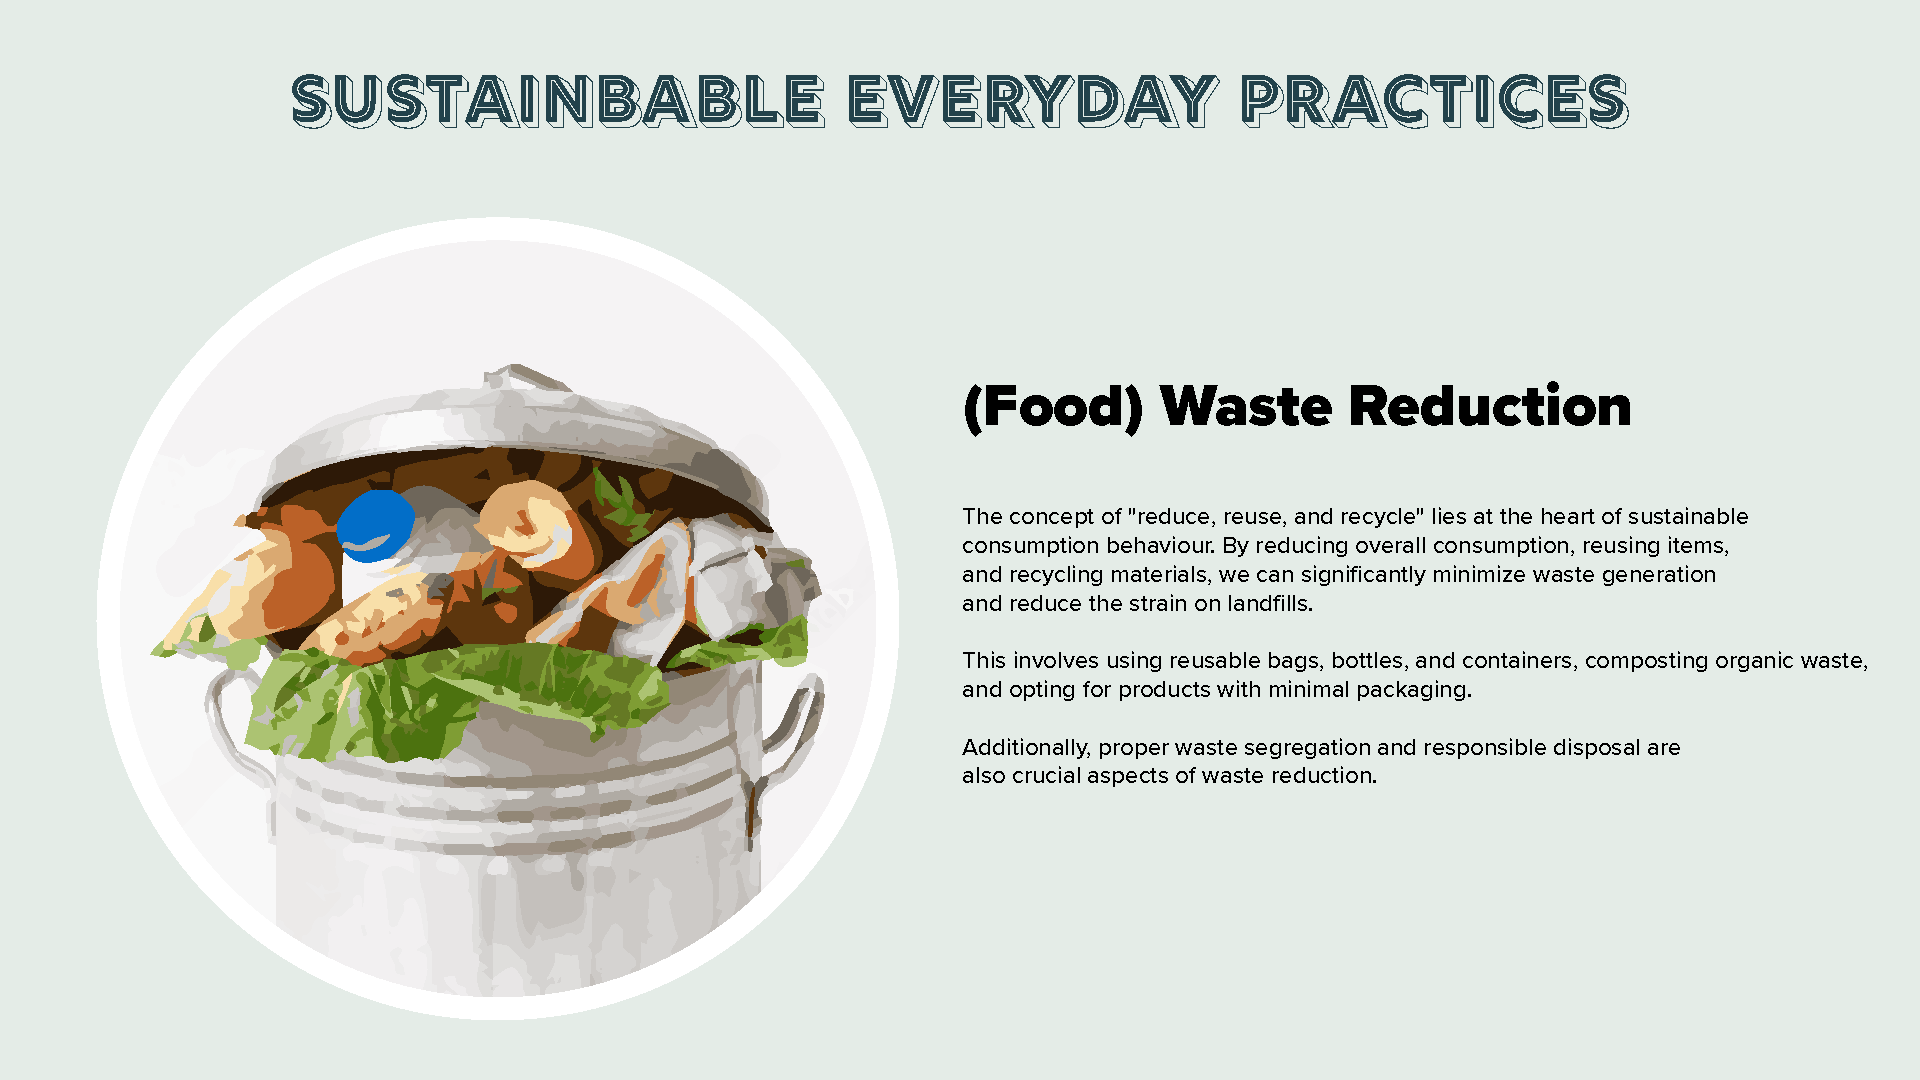 SUSTAINBABLE EVERYDAY PRACTICES
(Food) Waste Reduction
The concept of "reduce, reuse, and recycle" lies at the heart of sustainable
consumption behaviour. By reducing overall consumption, reusing items,
and recycling materials, we can significantly minimize waste generation
and reduce the strain on landfills.
This involves using reusable bags, bottles, and containers, composting organic waste,
and opting for products with minimal packaging.
Additionally, proper waste segregation and responsible disposal are
also crucial aspects of waste reduction.